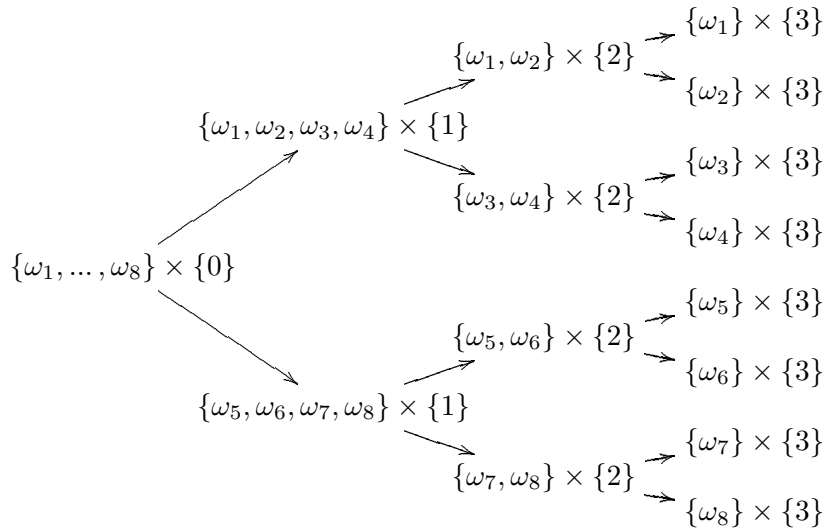 {ω₁} × {3}
{ω₁, ω₂} × {2}
{ω₂} × {3}
{ω₁, ω₂, ω₃, ω₄} × {1}
{ω₃} × {3}
{ω₃, ω₄} × {2}
{ω₄} × {3}
{ω₁, ... , ω₈} × {0}
{ω₅} × {3}
{ω₅, ω₆} × {2}
{ω₆} × {3}
{ω₅, ω₆, ω₇, ω₈} × {1}
{ω₇} × {3}
{ω₇, ω₈} × {2}
{ω₈} × {3}